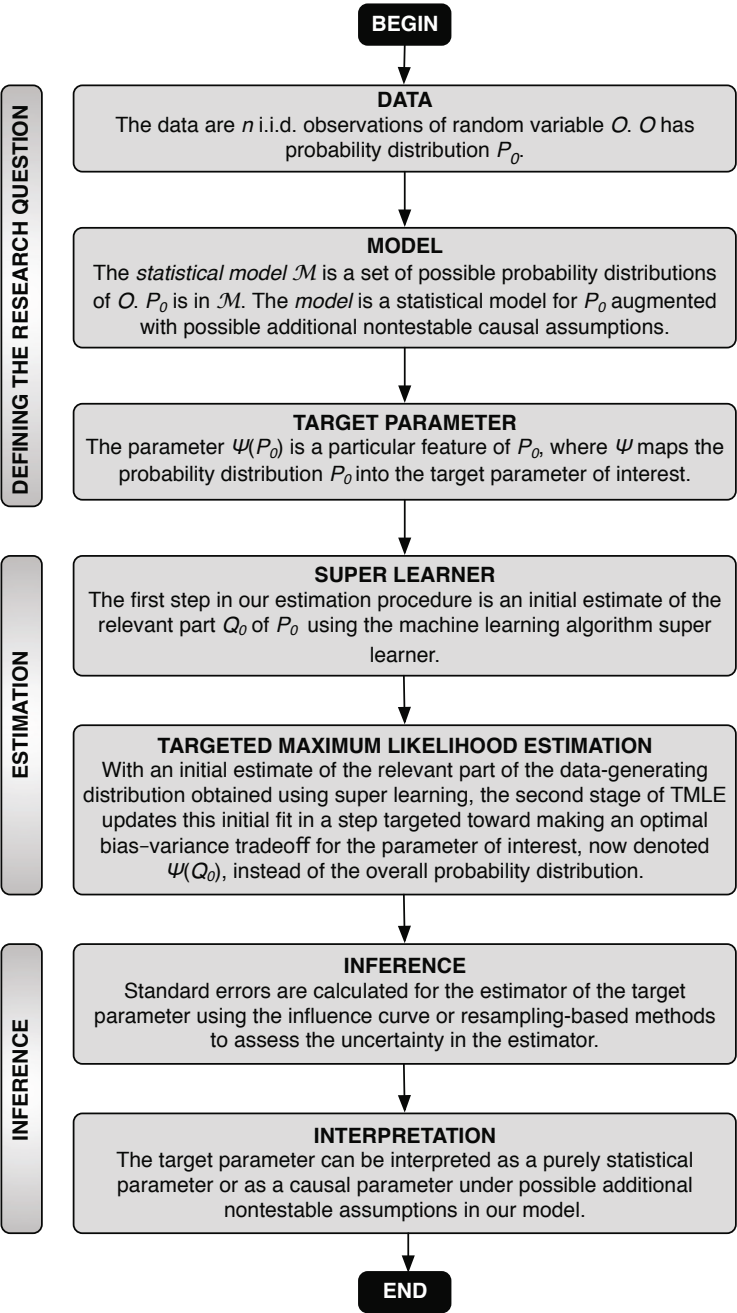 BEGIN
DEFINING THE RESEARCH QUESTION
DATA
The data are n i.i.d. observations of random variable O. O has
probability distribution P₀.
MODEL
The statistical model ℳ is a set of possible probability distributions
of O. P₀ is in ℳ. The model is a statistical model for P₀ augmented
with possible additional nontestable causal assumptions.
TARGET PARAMETER
The parameter Ψ(P₀) is a particular feature of P₀, where Ψ maps the
probability distribution P₀ into the target parameter of interest.
ESTIMATION
SUPER LEARNER
The first step in our estimation procedure is an initial estimate of the
relevant part Q₀ of P₀ using the machine learning algorithm super
learner.
TARGETED MAXIMUM LIKELIHOOD ESTIMATION
With an initial estimate of the relevant part of the data-generating
distribution obtained using super learning, the second stage of TMLE
updates this initial fit in a step targeted toward making an optimal
bias–variance tradeoff for the parameter of interest, now denoted
Ψ(Q₀), instead of the overall probability distribution.
INFERENCE
INFERENCE
Standard errors are calculated for the estimator of the target
parameter using the influence curve or resampling-based methods
to assess the uncertainty in the estimator.
INTERPRETATION
The target parameter can be interpreted as a purely statistical
parameter or as a causal parameter under possible additional
nontestable assumptions in our model.
END